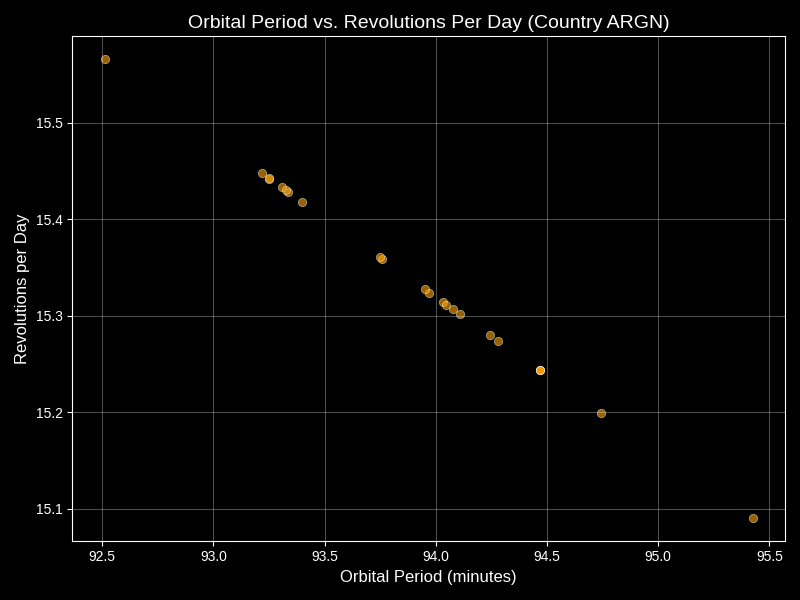 Orbital Period vs. Revolutions Per Day (Country ARGN)
Revolutions per Day
15.5
15.4
15.3
15.2
15.1
92.5 93.0 93.5 94.0 94.5 95.0 95.5
Orbital Period (minutes)